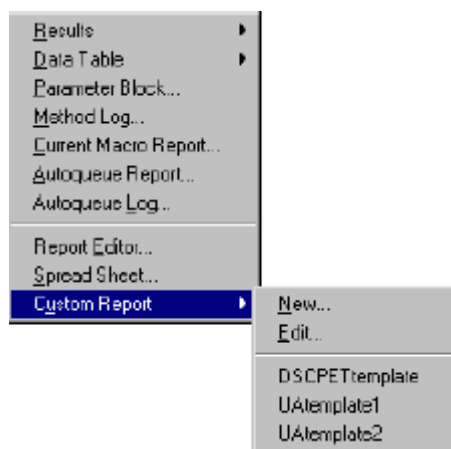 Results
Data Table
Parameter Block...
Method Log...
Current Macro Report...
Autoqueue Report...
Autoqueue Log...
Report Editor...
Spread Sheet...
Custom Report
New...
Edit...
DSCPETtemplate
UAtemplate1
UAtemplate2